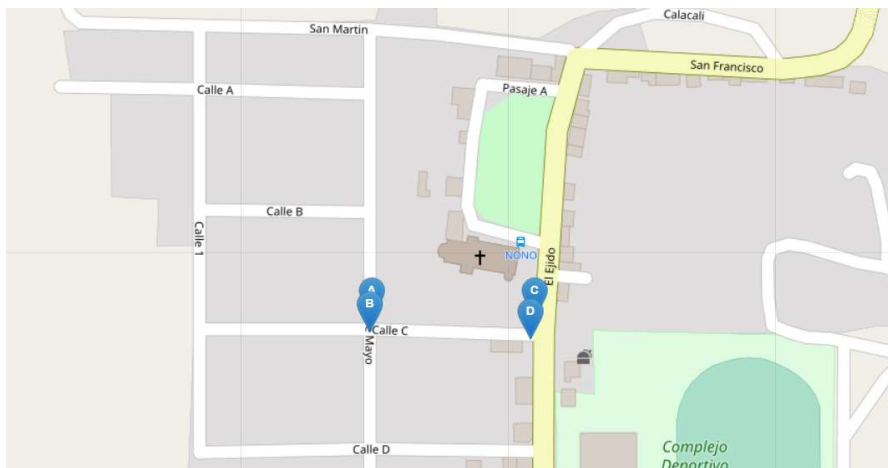 Calacali
San Martin
San Francisco
Calle A
Pasaje A
Calle B
Calle 1
NONO
El Ejido
A
B
C
D
Calle C
Mayo
Calle D
Complejo
Deportivo